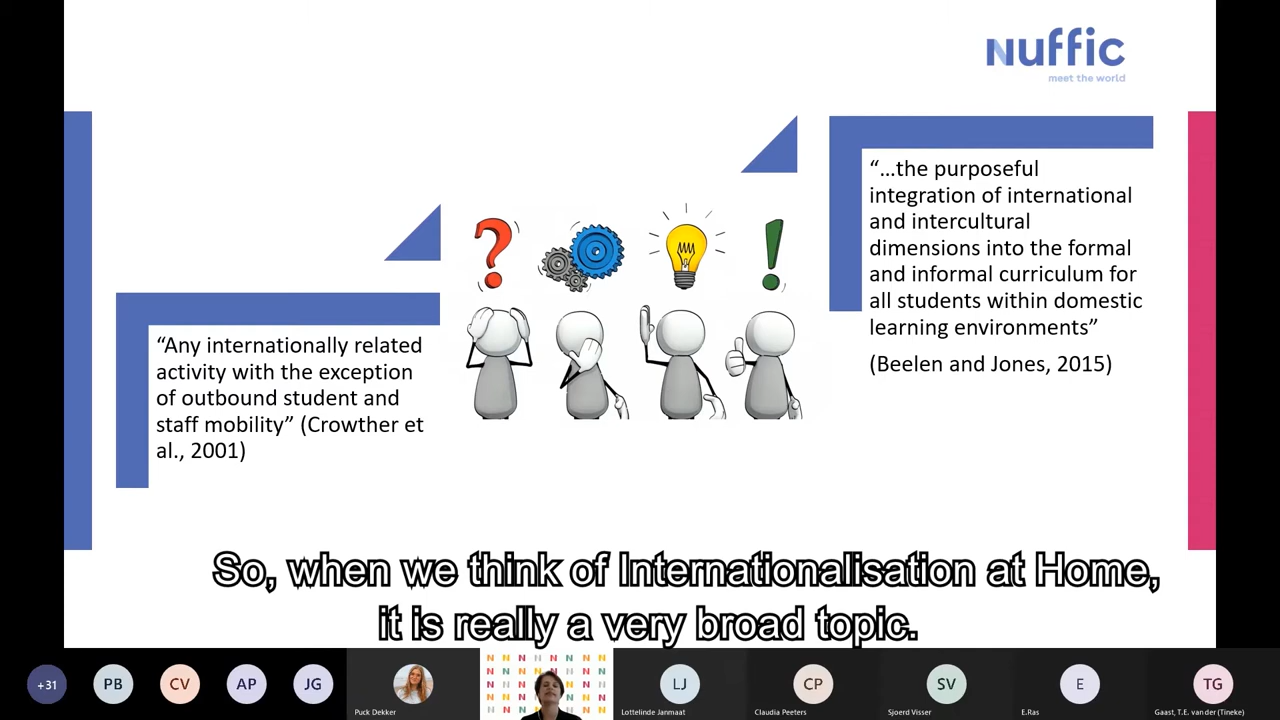 Nuffic
meet the world
“...the purposeful
integration of international
and intercultural
dimensions into the formal
and informal curriculum for
all students within domestic
learning environments”
(Beelen and Jones, 2015)
“Any internationally related
activity with the exception
of outbound student and
staff mobility” (Crowther et
al., 2001)
So, when we think of Internationalisation at Home,
it is really a very broad topic.
+31
PB
CV
AP
JG
Puck Dekker
LJ
Lottelinde Janmaat
CP
Claudia Peeters
SV
Sjoerd Visser
E
E.Ras
TG
Gaast, T.E. van der (Tineke)